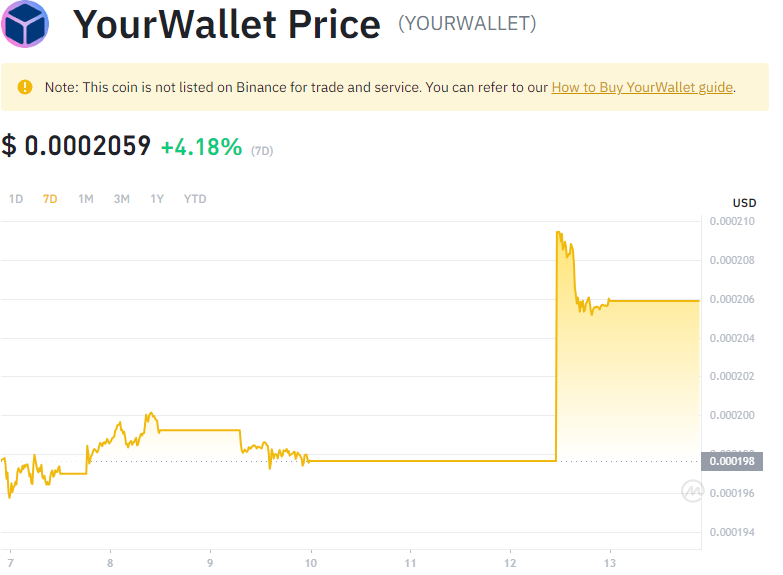 YourWallet Price (YOURWALLET)
Note: This coin is not listed on Binance for trade and service. You can refer to our How to Buy YourWallet guide.
$ 0.0002059 +4.18% (7D)
1D 7D 1M 3M 1Y YTD
USD
0.000210
0.000208
0.000206
0.000204
0.000202
0.000200
0.000198
0.000196
0.000194
7 8 9 10 11 12 13